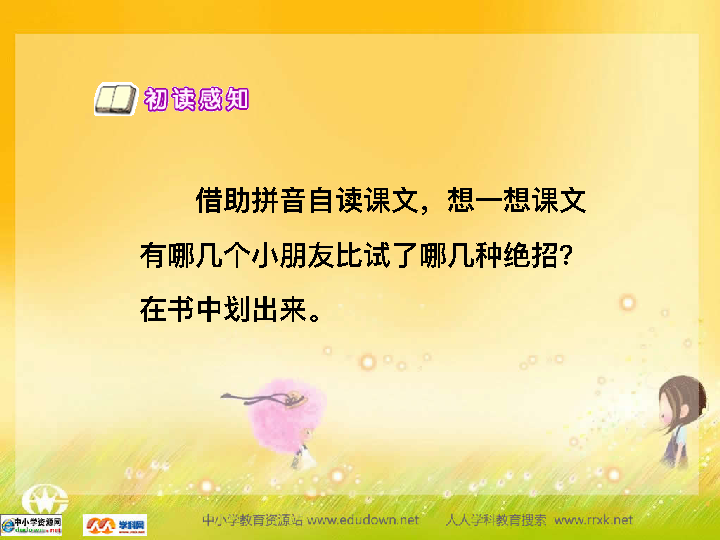 初读感知
借助拼音自读课文，想一想课文
有哪几个小朋友比试了哪几种绝招?
在书中划出来。
中小学资源网
学科网
中小学教育资源站 www.edudown.net 人人学科教育搜索 www.rrxk.net